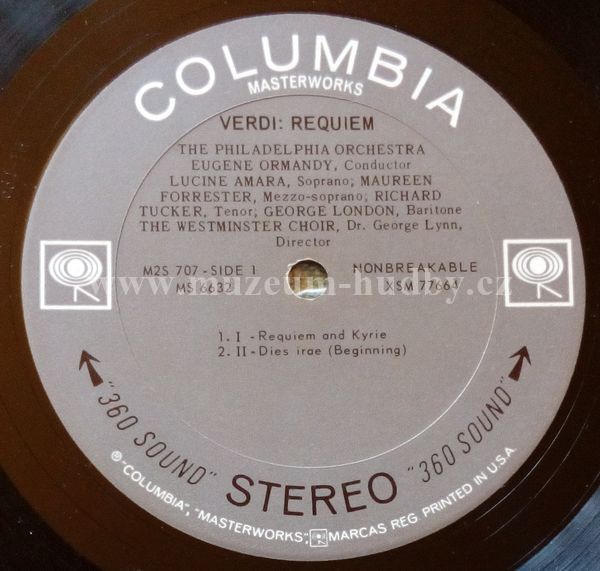 COLUMBIA
MASTERWORKS
VERDI: REQUIEM
THE PHILADELPHIA ORCHESTRA
EUGENE ORMANDY, Conductor
LUCINE AMARA, Soprano; MAUREEN
FORRESTER, Mezzo-soprano; RICHARD
TUCKER, Tenor; GEORGE LONDON, Baritone
THE WESTMINSTER CHOIR, Dr. George Lynn,
Director
M2S 707 - SIDE 1
MS 6632
NONBREAKABLE
XSM 77664
www.muzeum-hudby.cz
1. I - Requiem and Kyrie
2. II - Dies irae (Beginning)
"360 SOUND" STEREO "360 SOUND"
® "COLUMBIA", "MASTERWORKS", MARCAS REG. PRINTED IN U.S.A.